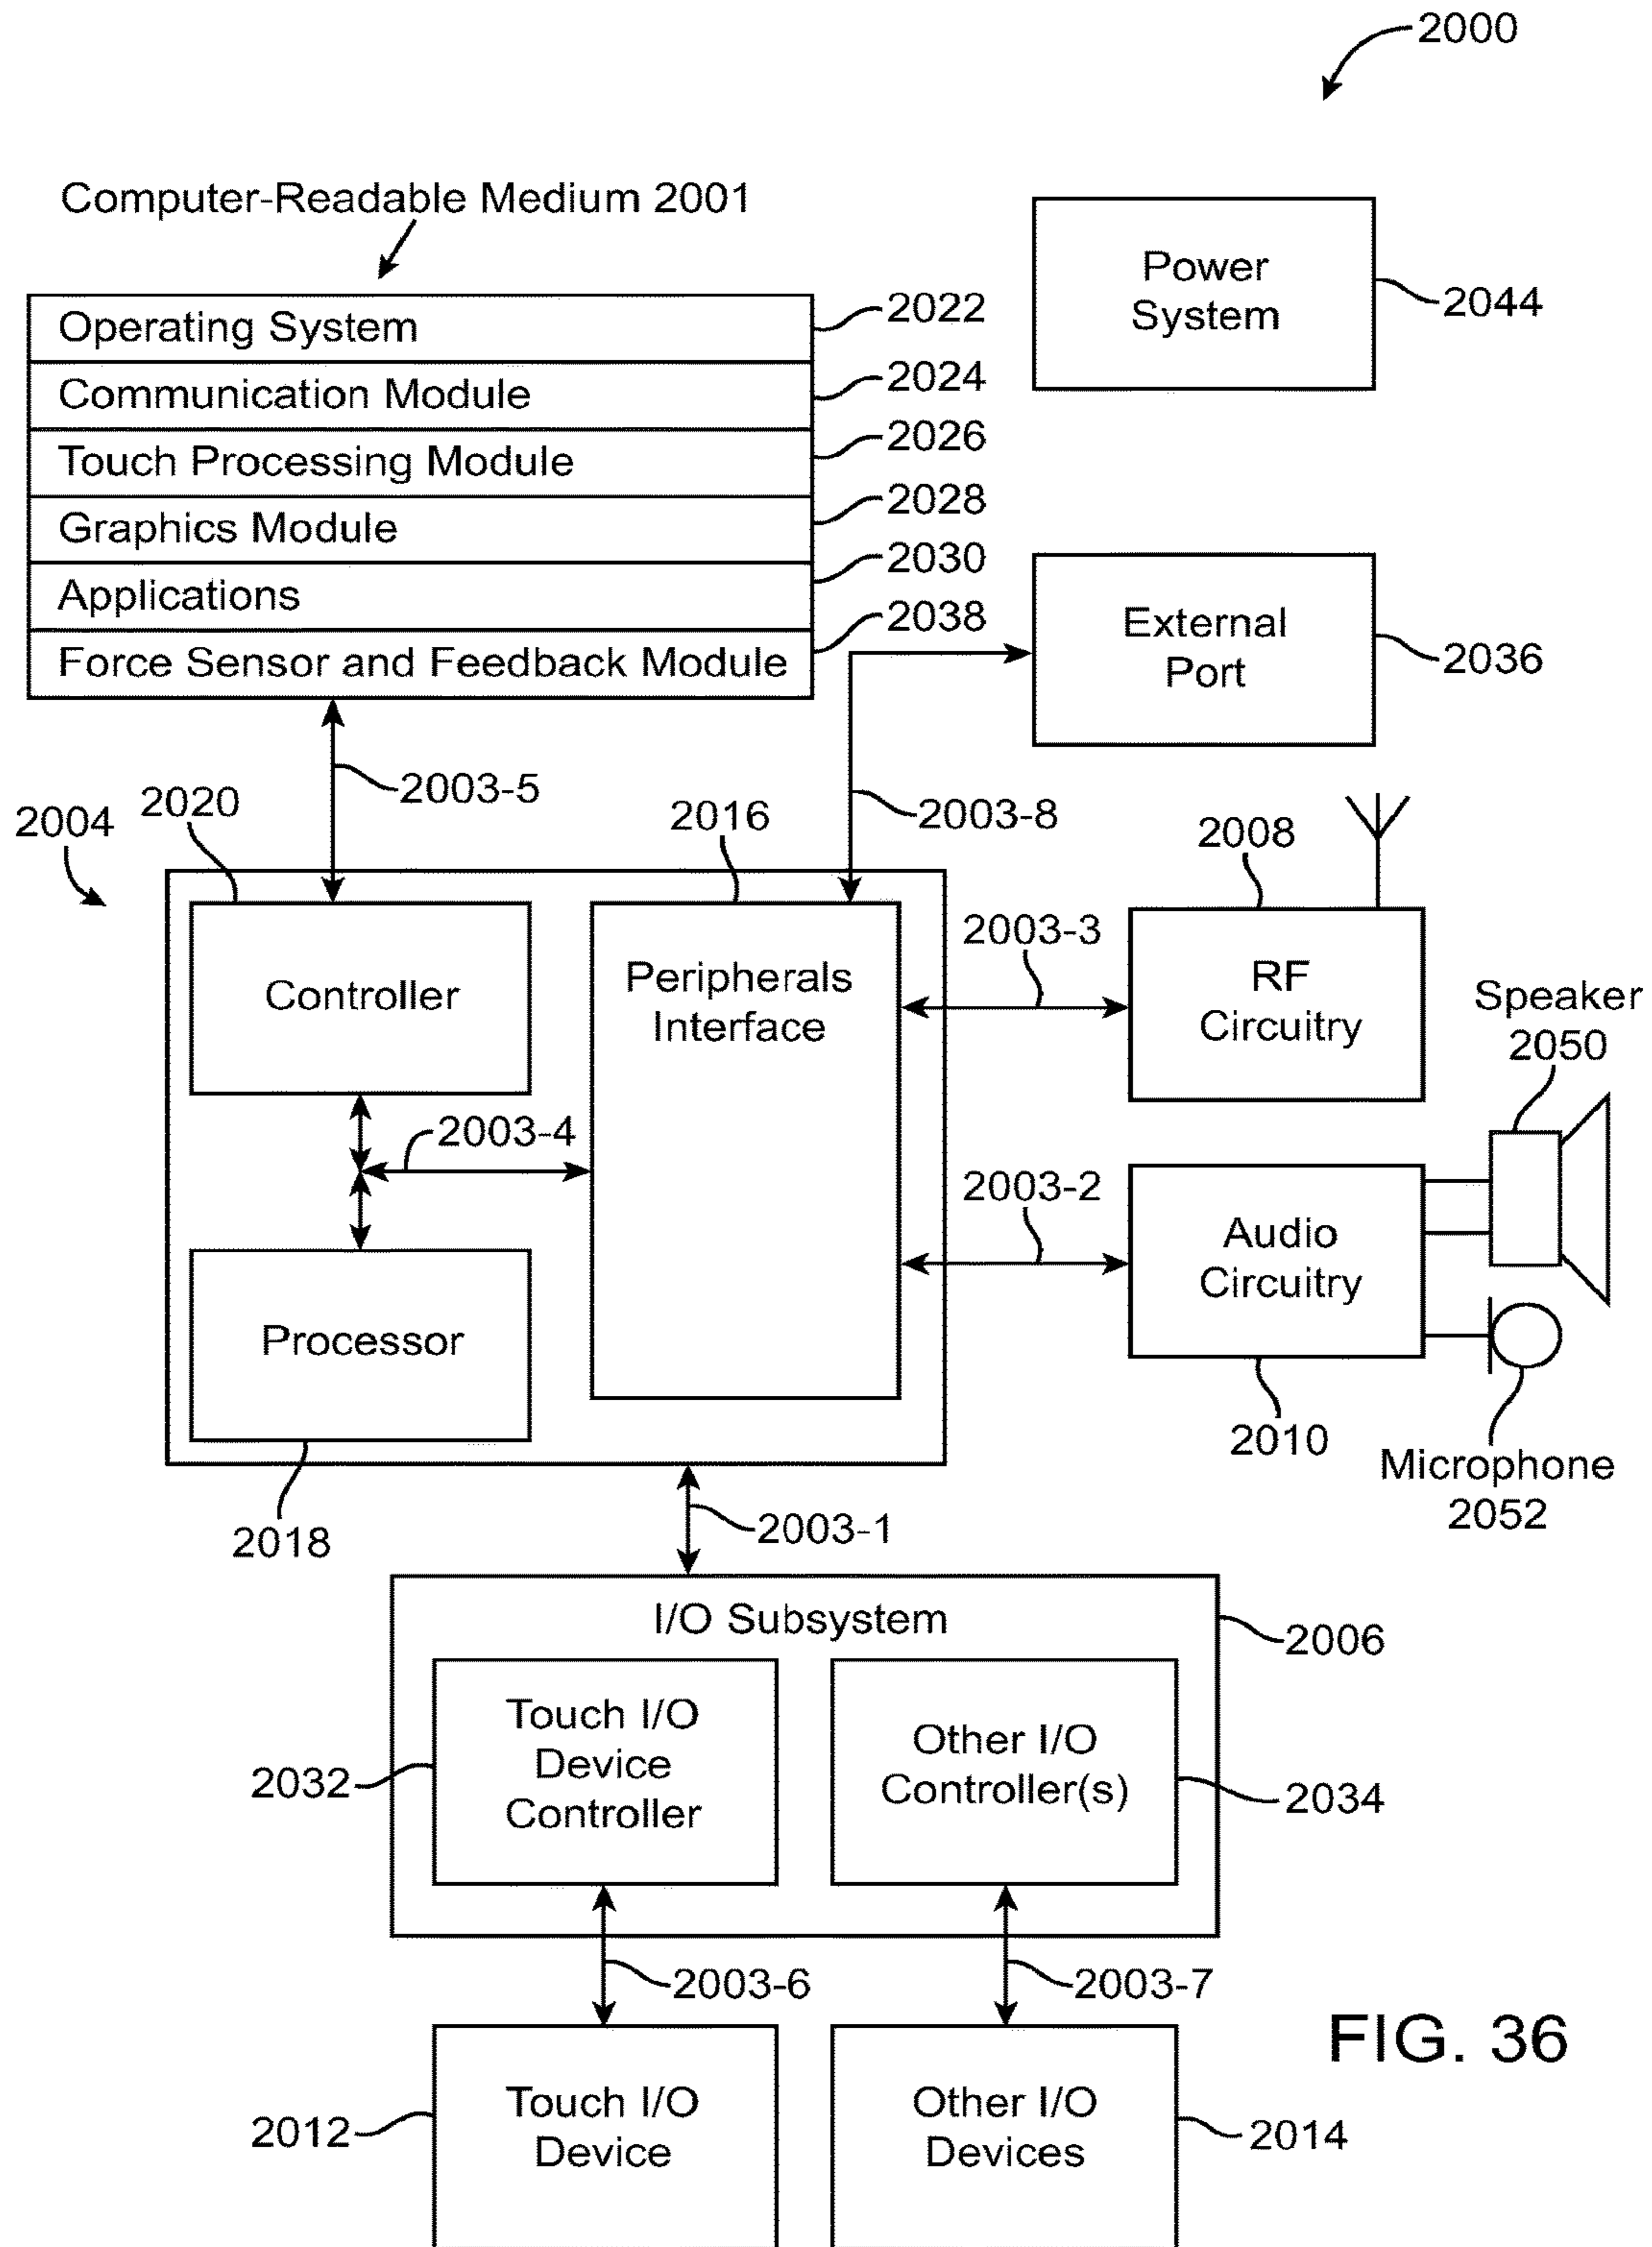 2000
Computer-Readable Medium 2001
Operating System
2022
Communication Module
2024
Touch Processing Module
2026
Graphics Module
2028
Applications
2030
Force Sensor and Feedback Module
2038
Power
System
2044
External
Port
2036
2003-5
2003-8
2004
2020
2016
2008
Controller
Peripherals
Interface
2003-3
RF
Circuitry
Speaker
2050
2003-4
2003-2
Audio
Circuitry
Processor
2010
Microphone
2052
2018
2003-1
I/O Subsystem
2006
Touch I/O
Device
Controller
2032
Other I/O
Controller(s)
2034
2003-6
2003-7
FIG. 36
Touch I/O
Device
2012
Other I/O
Devices
2014